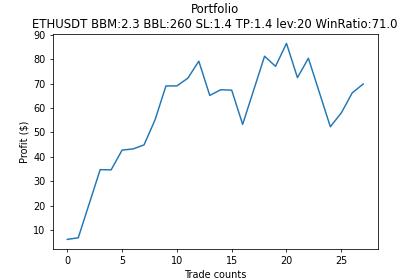 Portfolio
ETHUSDT BBM:2.3 BBL:260 SL:1.4 TP:1.4 lev:20 WinRatio:71.0
90
80
70
60
50
40
30
20
10
Profit ($)
0 5 10 15 20 25
Trade counts